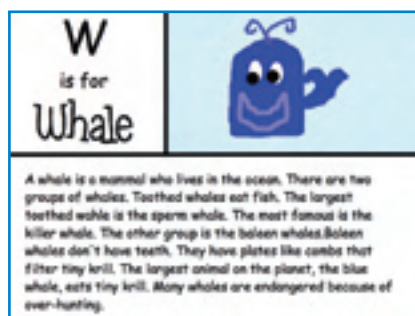 W
is for
Whale
A whale is a mammal who lives in the ocean. There are two
groups of whales. Toothed whales eat fish. The largest
toothed wahle is the sperm whale. The most famous is the
killer whale. The other group is the baleen whales.Baleen
whales don't have teeth. They have plates like combs that
filter tiny krill. The largest animal on the planet, the blue
whale, eats tiny krill. Many whales are endangered because of
over-hunting.